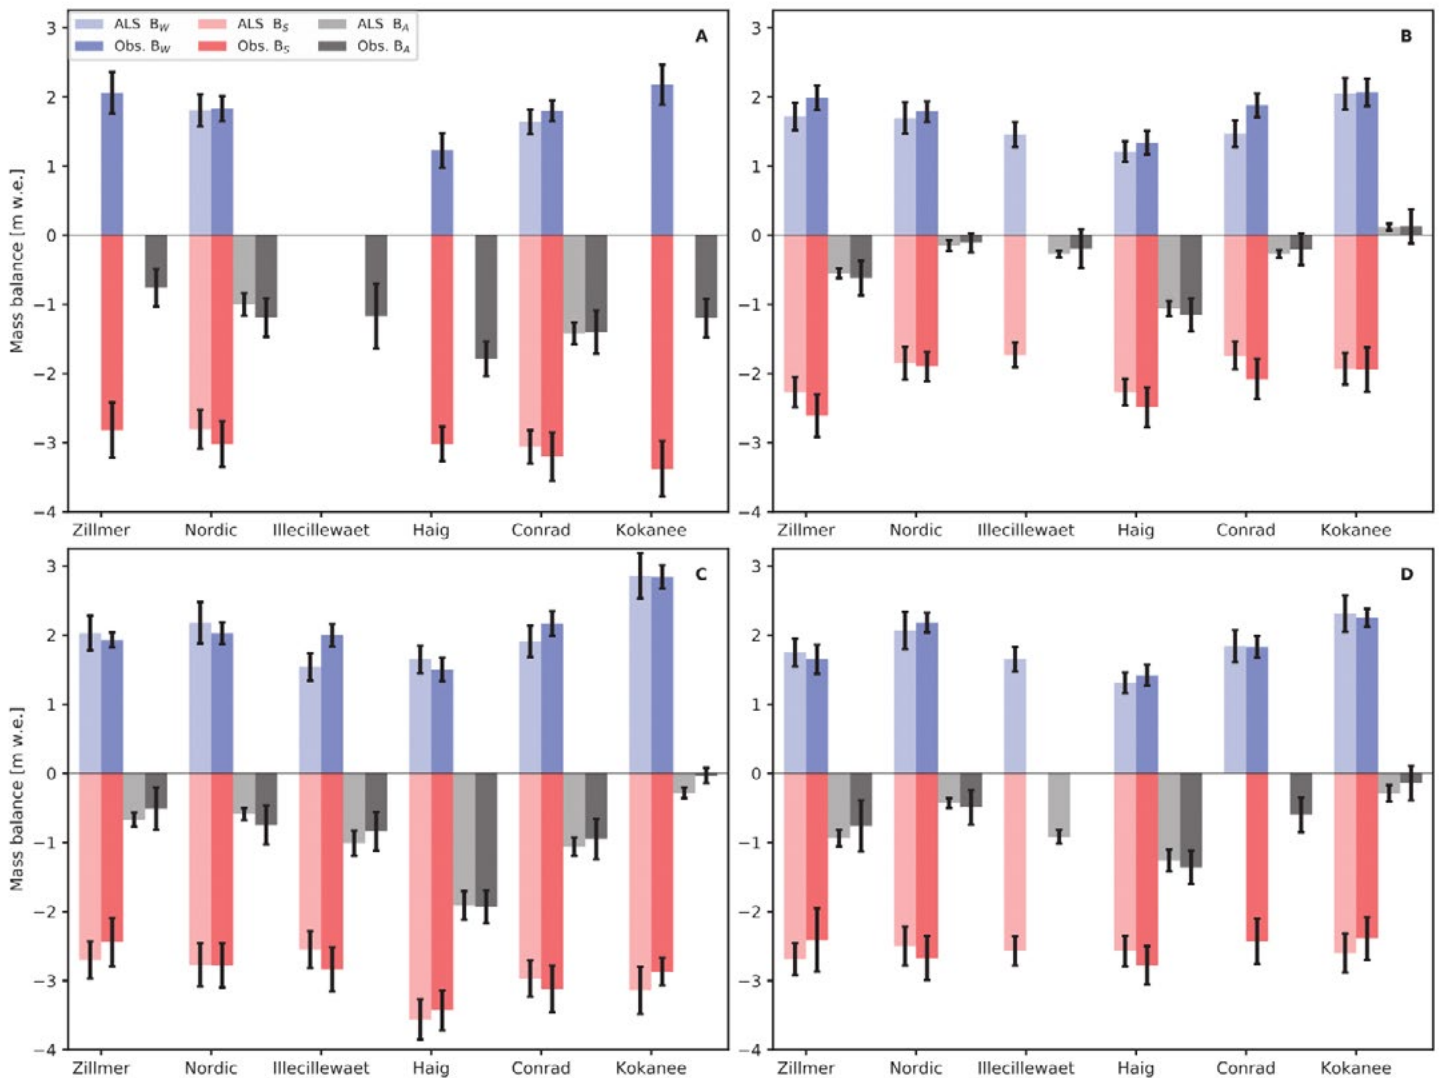 3
ALS B_W
ALS B_S
ALS B_A
Obs. B_W
Obs. B_S
Obs. B_A
A
2
1
0
−1
−2
−3
−4
Mass balance [m w.e.]
Zillmer Nordic Illecillewaet Haig Conrad Kokanee
3
B
2
1
0
−1
−2
−3
−4
Zillmer Nordic Illecillewaet Haig Conrad Kokanee
3
C
2
1
0
−1
−2
−3
−4
Mass balance [m w.e.]
Zillmer Nordic Illecillewaet Haig Conrad Kokanee
3
D
2
1
0
−1
−2
−3
−4
Zillmer Nordic Illecillewaet Haig Conrad Kokanee